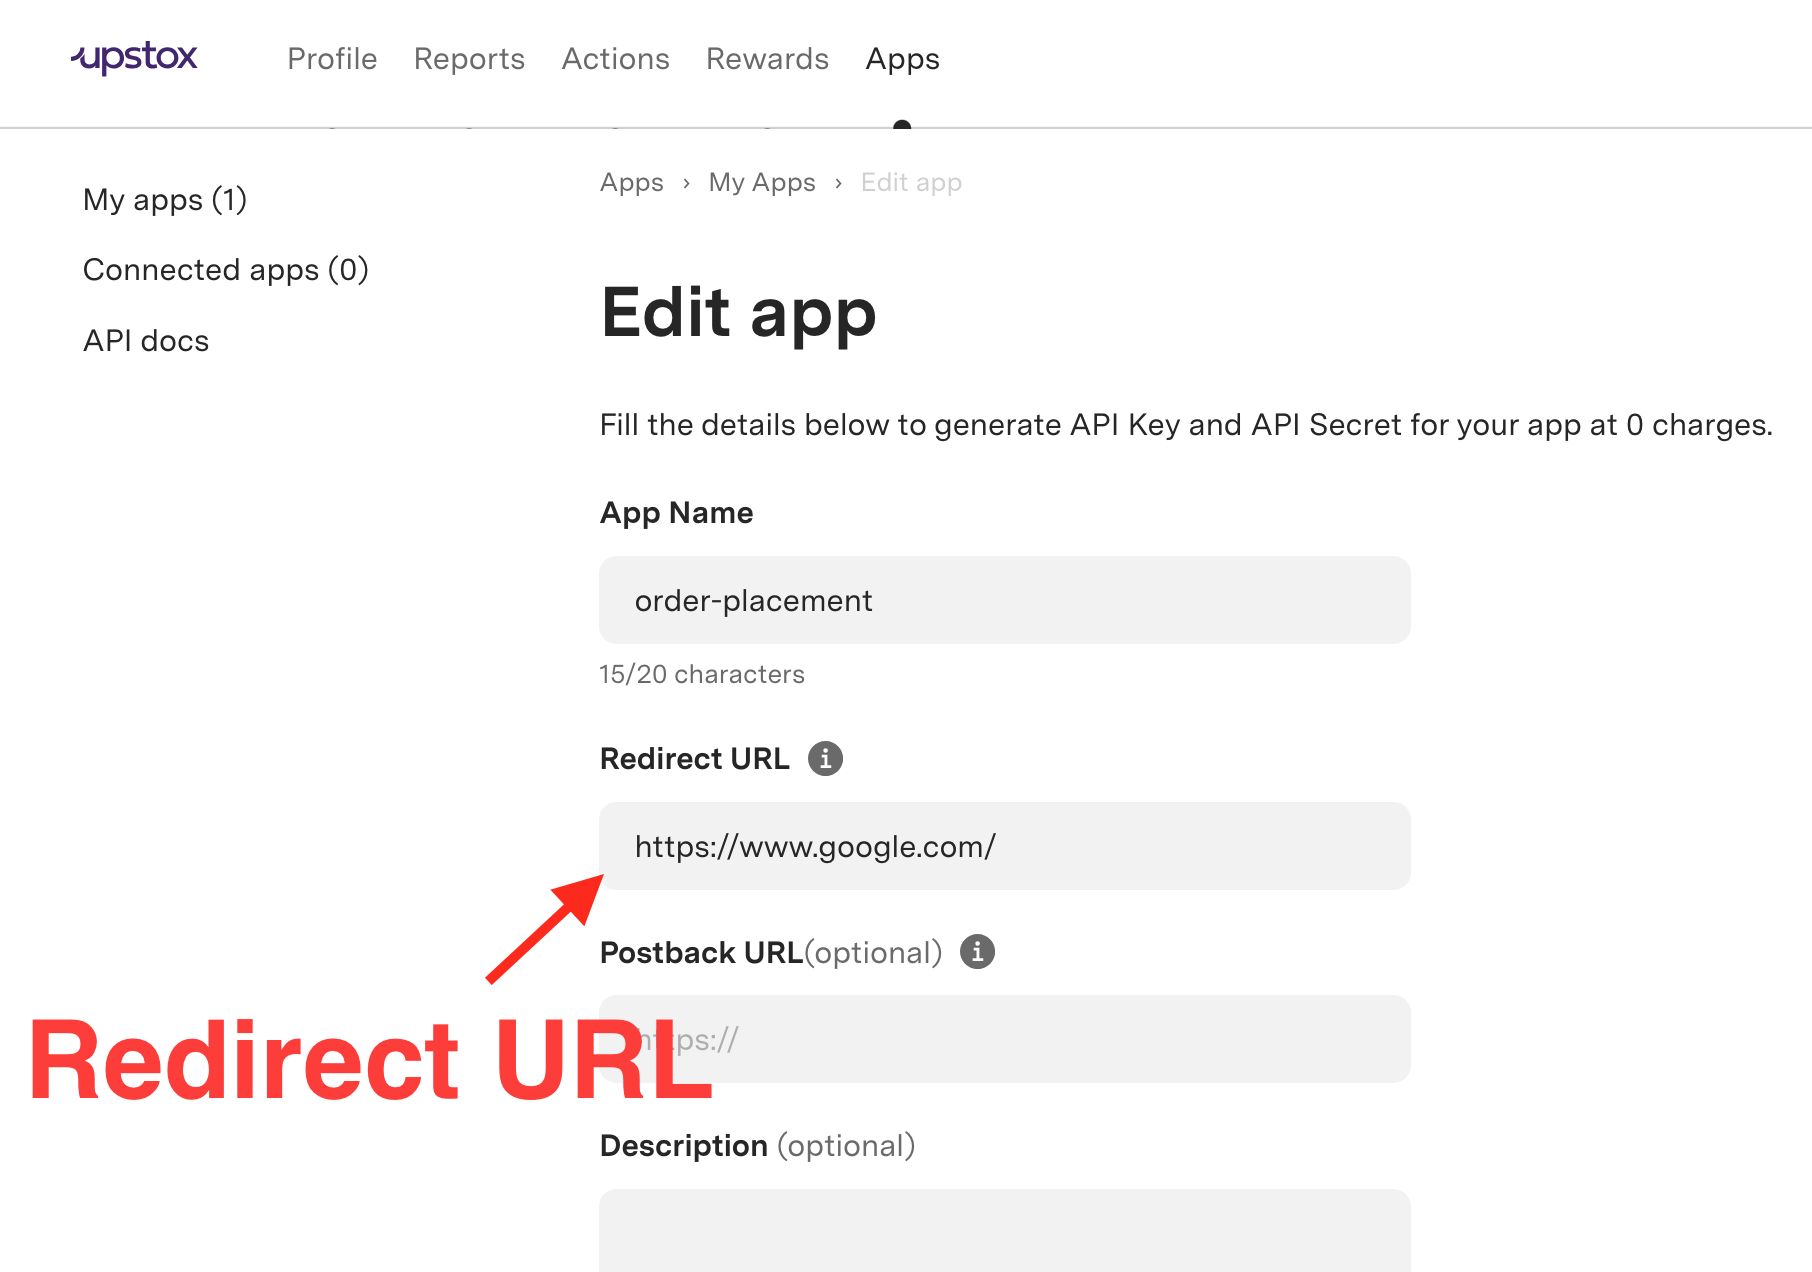 upstox Profile Reports Actions Rewards Apps
My apps (1)
Connected apps (0)
API docs
Apps › My Apps › Edit app
Edit app
Fill the details below to generate API Key and API Secret for your app at 0 charges.
App Name
order-placement
15/20 characters
Redirect URL i
https://www.google.com/
Postback URL(optional) i
https://
Redirect URL
Description (optional)